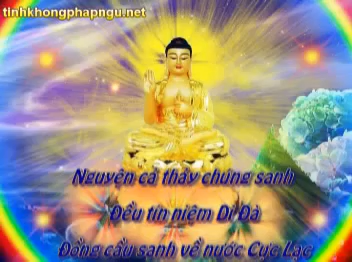 tinhkhongphapngu.net
Nguyện cả thảy chúng sanh
Đều tín niệm Di Đà
Đồng cầu sanh về nước Cực Lạc